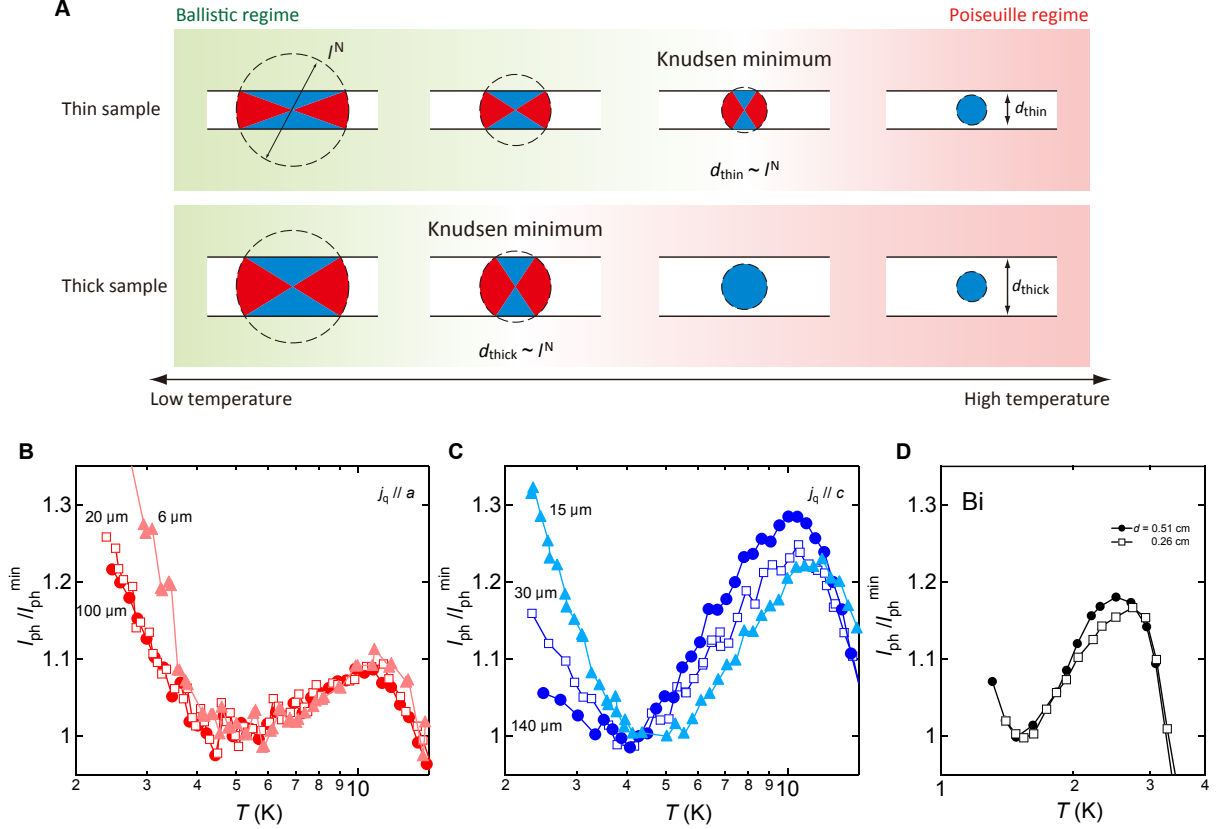 A
Ballistic regime
Poiseuille regime
l^N
Knudsen minimum
Thin sample
d_thin
d_thin ~ l^N
Knudsen minimum
Thick sample
d_thick
d_thick ~ l^N
Low temperature
High temperature
B
l_ph / l_ph^min
1.3
1.2
1.1
1
2
3
4
5
6
7
8
9
10
T (K)
j_q // a
20 μm
6 μm
100 μm
C
l_ph / l_ph^min
1.3
1.2
1.1
1
2
3
4
5
6
7
8
9
10
T (K)
j_q // c
15 μm
30 μm
140 μm
D
l_ph / l_ph^min
1.3
1.2
1.1
1
1
2
3
4
T (K)
Bi
d = 0.51 cm
0.26 cm